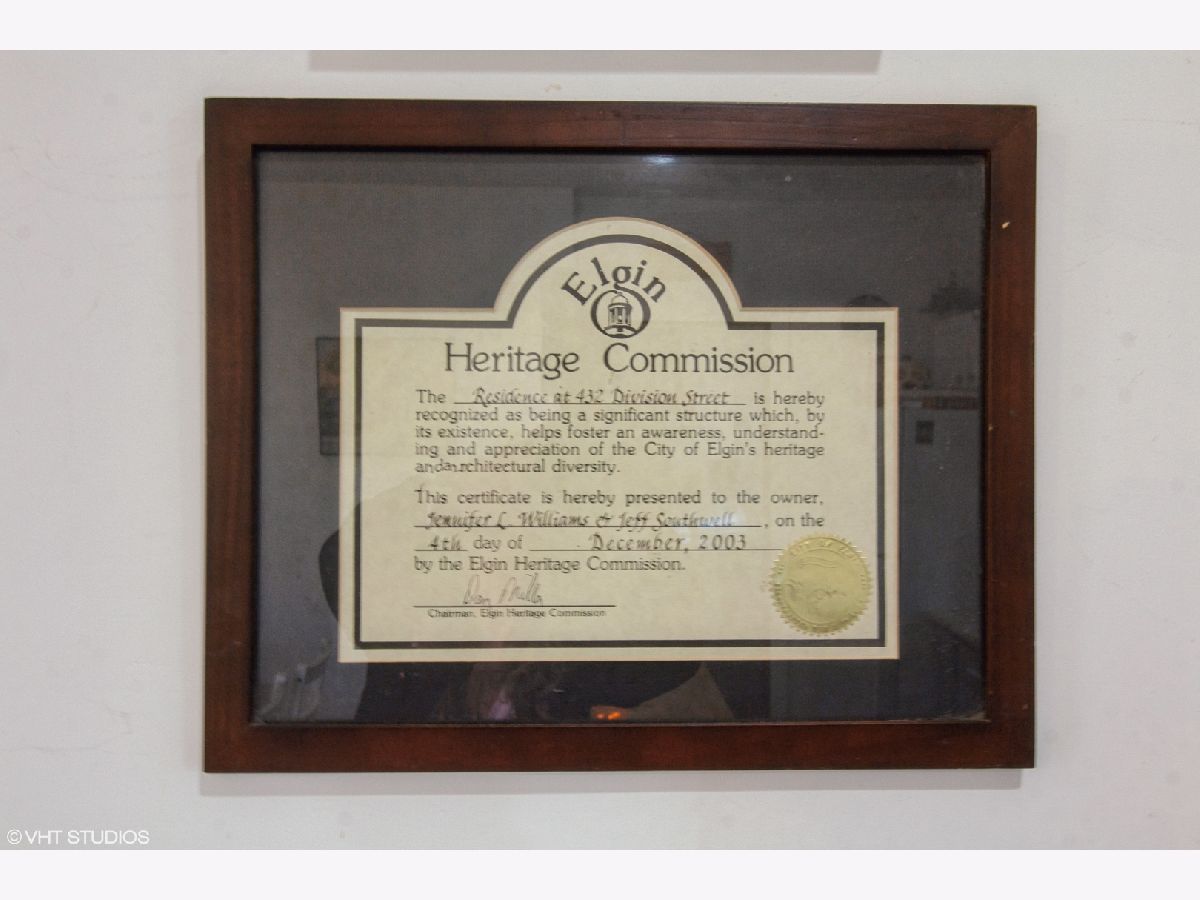 Elgin
Heritage Commission
The Residence at 432 Division Street is hereby
recognized as being a significant structure which, by
its existence, helps foster an awareness, understand-
ing and appreciation of the City of Elgin's heritage
and architectural diversity.
This certificate is hereby presented to the owner,
Jennifer L. Williams & Jeff Southwell, on the
4th day of December, 2003
by the Elgin Heritage Commission.
Chairman, Elgin Heritage Commission
© VHT STUDIOS